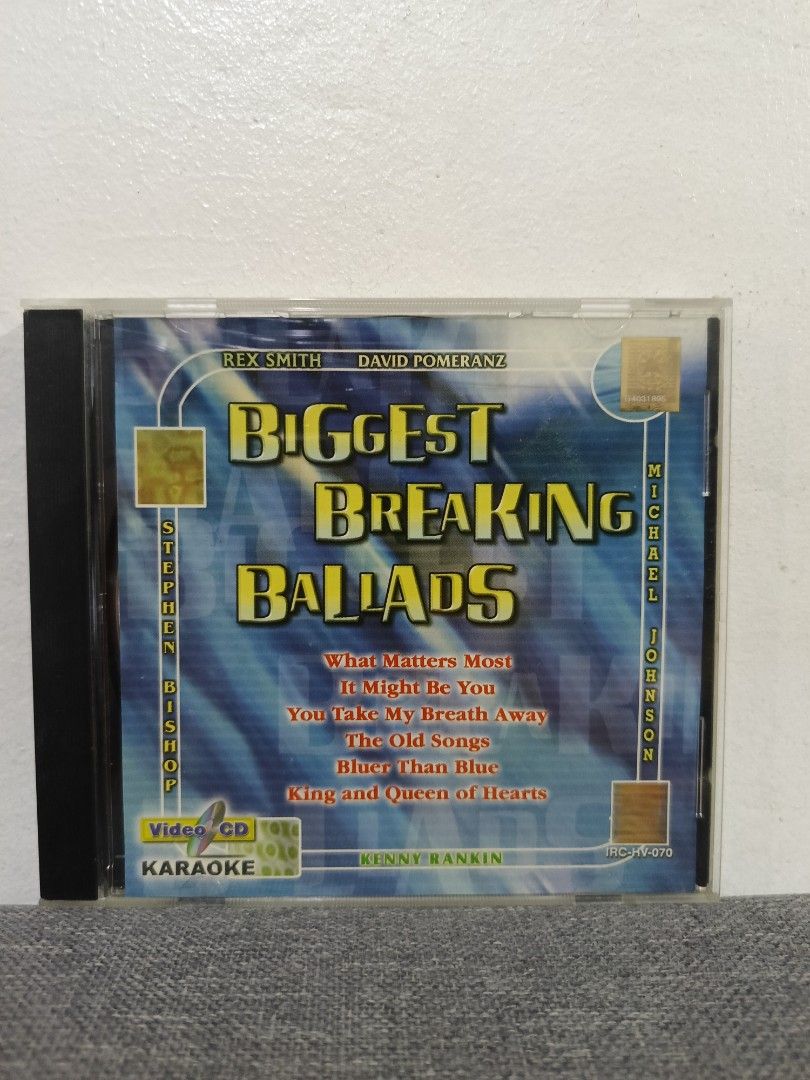 REX SMITH DAVID POMERANZ
BIGGEST
BREAKING
BALLADS
STEPHEN BISHOP
MICHAEL JOHNSON
What Matters Most
It Might Be You
You Take My Breath Away
The Old Songs
Bluer Than Blue
King and Queen of Hearts
Video CD
KARAOKE
KENNY RANKIN
IRC-HV-070